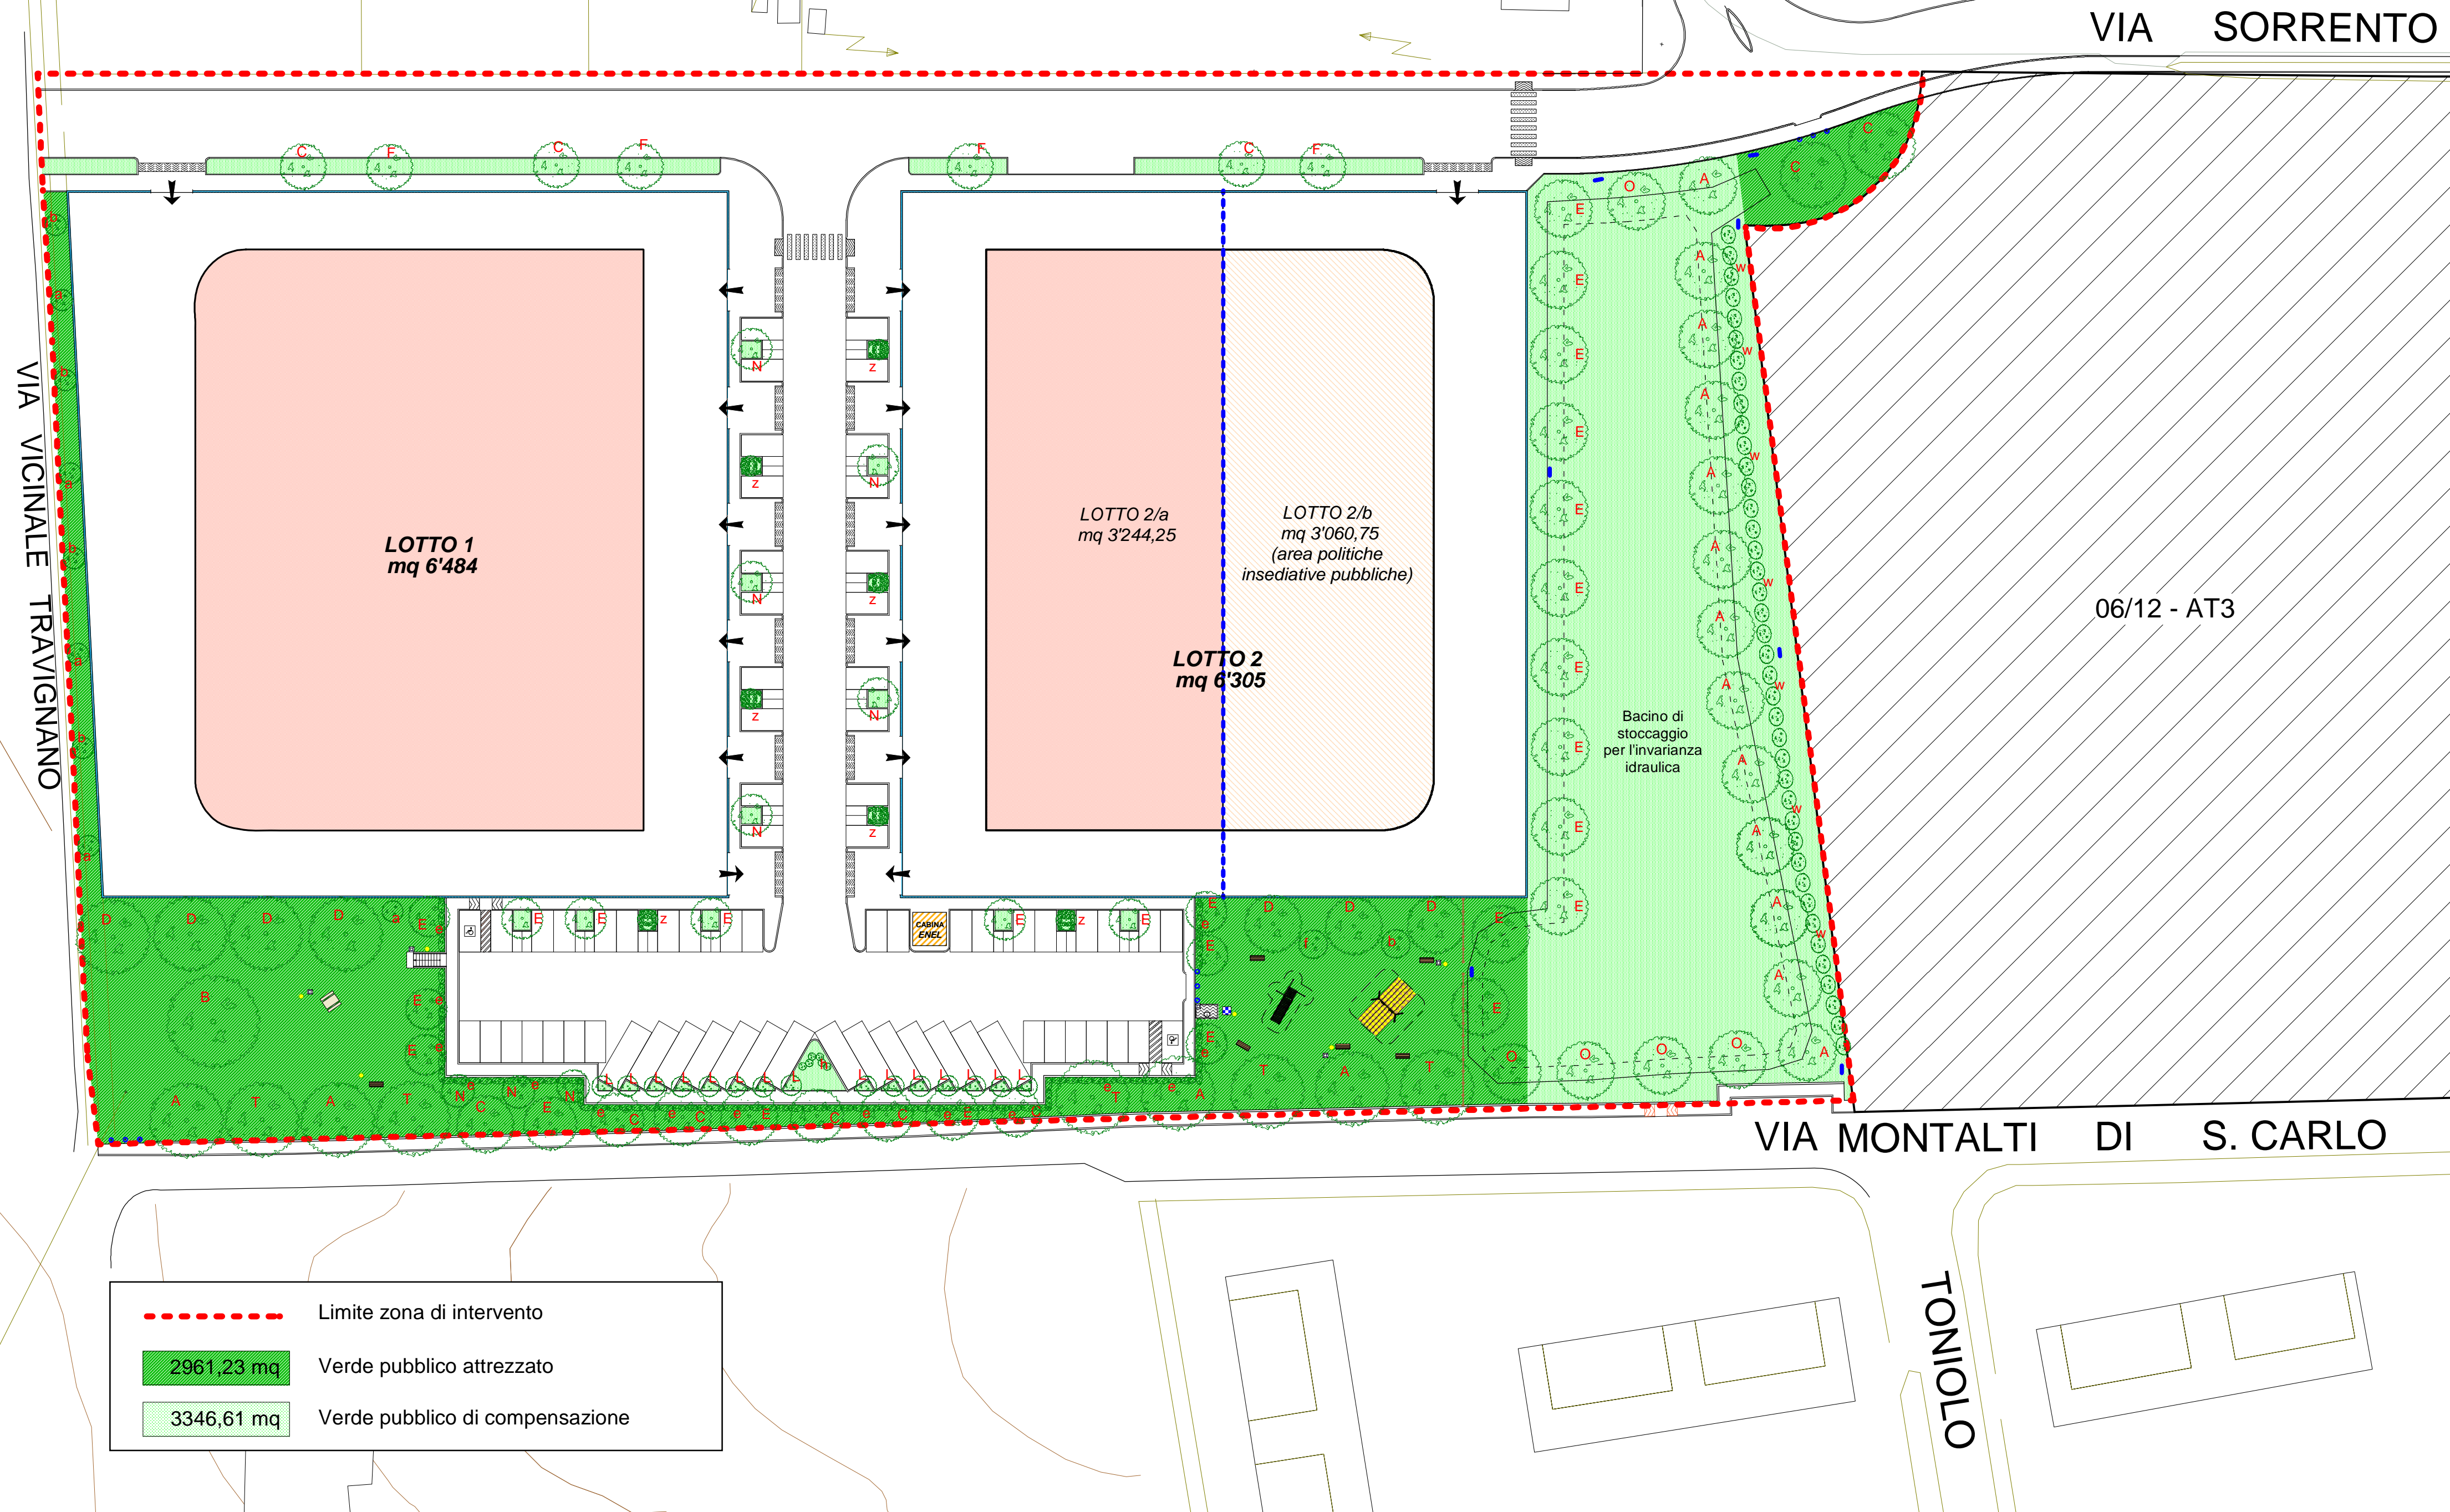 VIA SORRENTO
C F C F F C F
C C
VIA VICINALE TRAVIGNANO
LOTTO 1
mq 6'484
LOTTO 2/a
mq 3'244,25
LOTTO 2/b
mq 3'060,75
(area politiche
insediative pubbliche)
LOTTO 2
mq 6'305
06/12 - AT3
Bacino di
stoccaggio
per l'invarianza
idraulica
CABINA
ENEL
VIA MONTALTI DI S. CARLO
TONIOLO
Limite zona di intervento
2961,23 mq Verde pubblico attrezzato
3346,61 mq Verde pubblico di compensazione